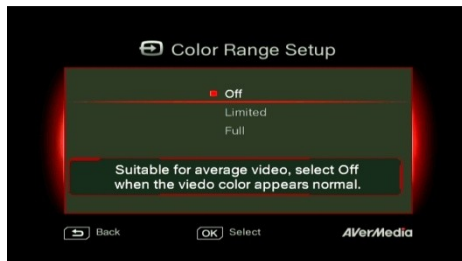 Color Range Setup
Off
Limited
Full
Suitable for average video, select Off
when the viedo color appears normal.
Back OK Select AVerMedia